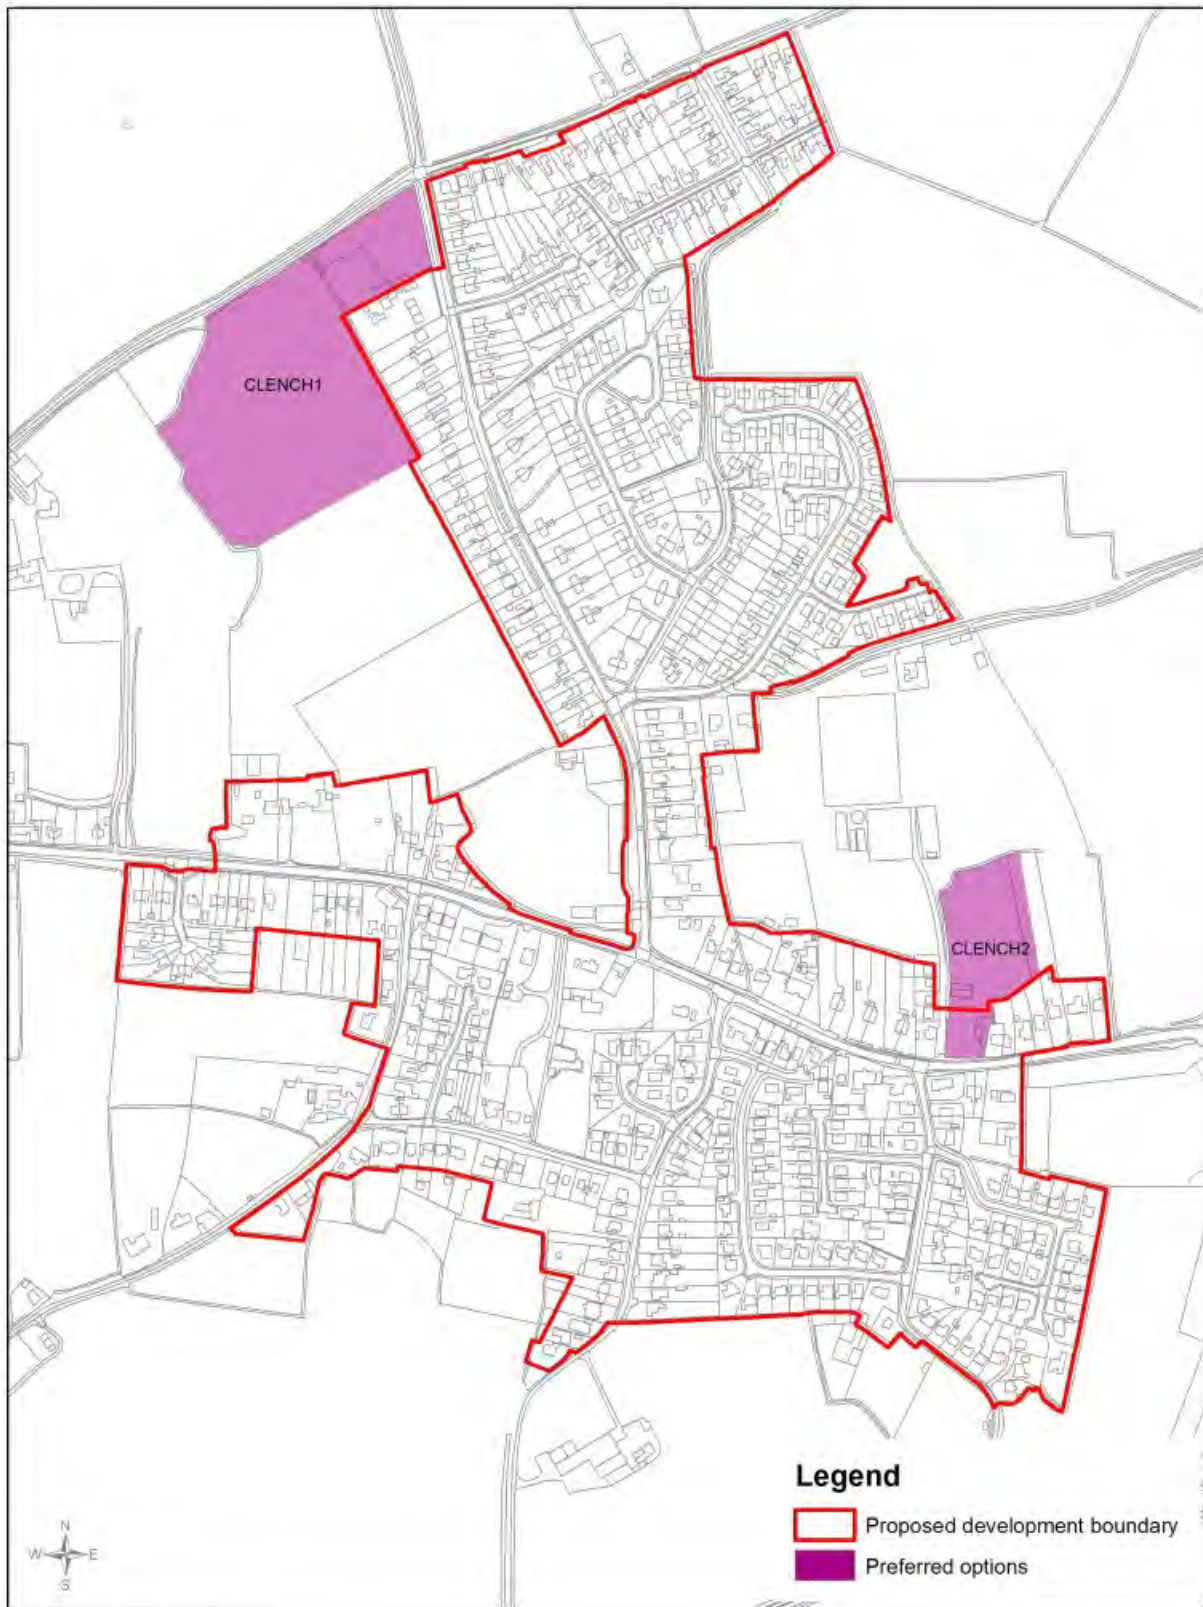 CLENCH1
CLENCH2
Legend
Proposed development boundary
Preferred options
N
W E
S